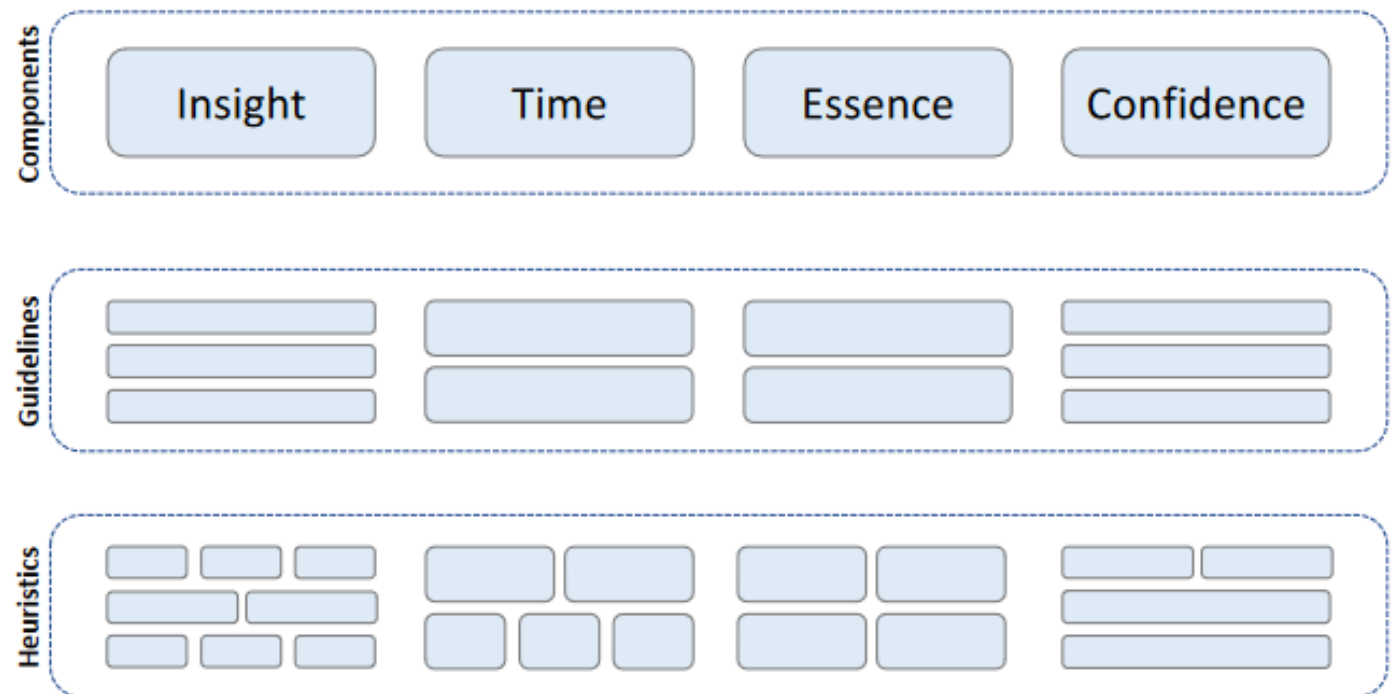 Components
Insight
Time
Essence
Confidence
Guidelines
Heuristics